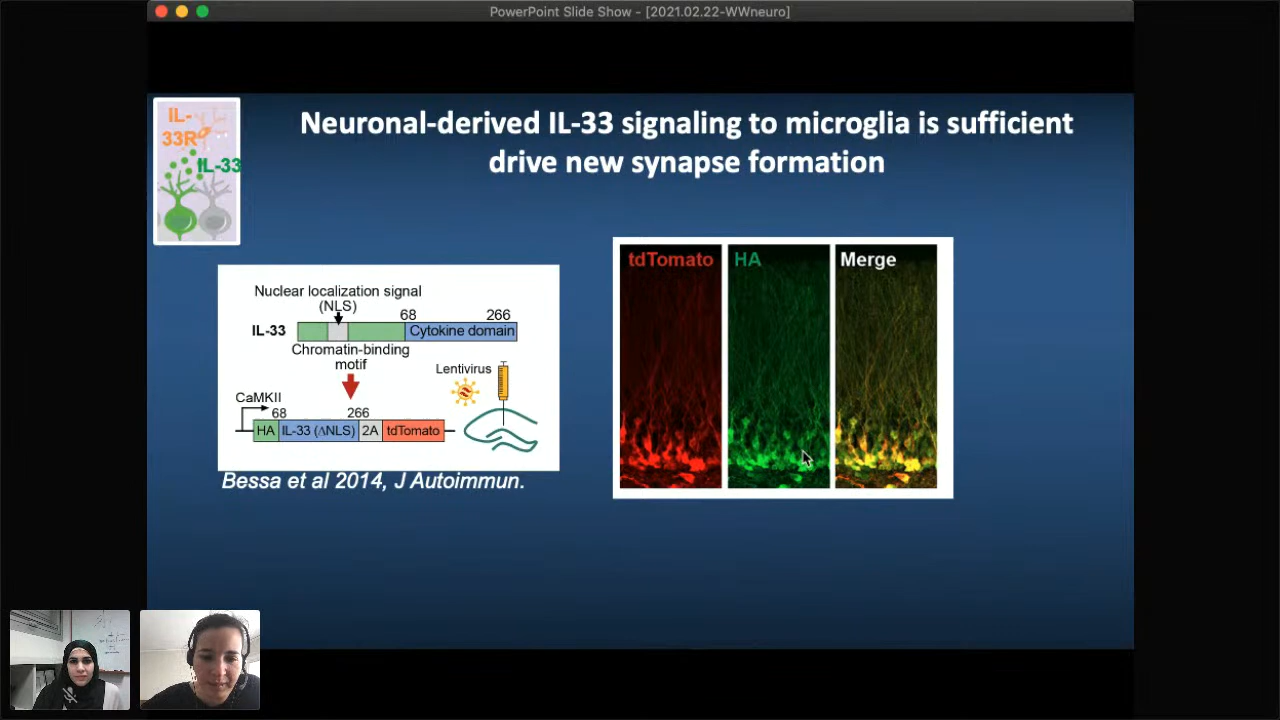 PowerPoint Slide Show - [2021.02.22-WWneuro]
Neuronal-derived IL-33 signaling to microglia is sufficient
drive new synapse formation
IL-
33R
IL-33
Nuclear localization signal
(NLS)
68
266
IL-33
Cytokine domain
Chromatin-binding
motif
Lentivirus
CaMKII
68
266
HA
IL-33 (ΔNLS)
2A
tdTomato
Bessa et al 2014, J Autoimmun.
tdTomato
HA
Merge